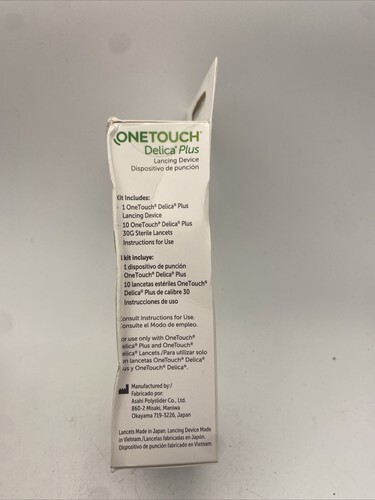 ONETOUCH®
Delica® Plus
Lancing Device
Dispositivo de punción
Kit Includes:
1 OneTouch® Delica® Plus
Lancing Device
10 OneTouch® Delica® Plus
30G Sterile Lancets
Instructions for Use
l kit incluye:
1 dispositivo de punción
OneTouch® Delica® Plus
10 lancetas estériles OneTouch®
Delica® Plus de calibre 30
Instrucciones de uso
Consult Instructions for Use.
Consulte el Modo de empleo.
or use only with OneTouch®
Delica® Plus and OneTouch®
Delica® Lancets./Para utilizar solo
on lancetas OneTouch® Delica®
Plus y OneTouch® Delica®.
Manufactured by:/
Fabricado por:
Asahi Polyslider Co., Ltd.
860-2 Misaki, Maniwa
Okayama 719-3226, Japan
Lancets Made in Japan. Lancing Device Made
in Vietnam./Lancetas fabricadas en Japón.
Dispositivo de punción fabricado en Vietnam.